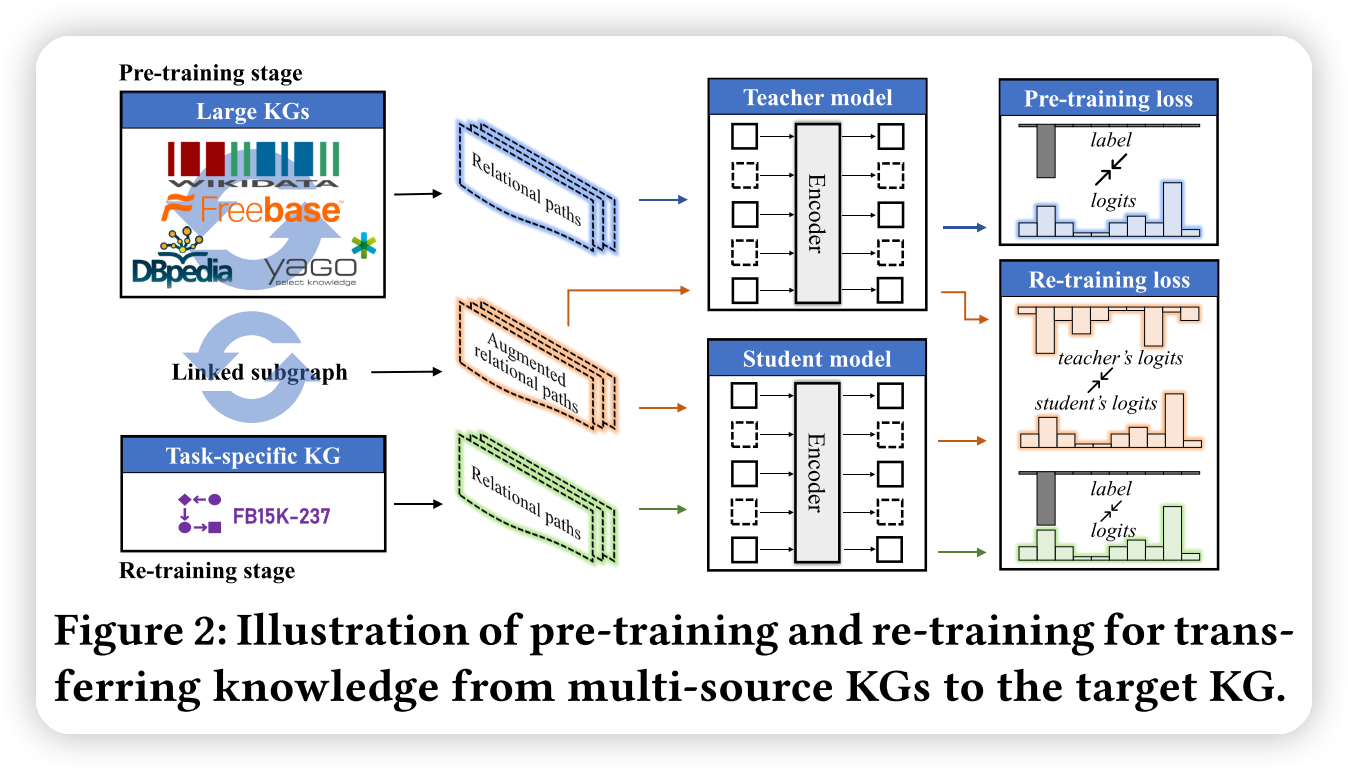 Pre-training stage
Large KGs
WIKIDATA
Freebase™
DBpedia
yago
select knowledge
Linked subgraph
Task-specific KG
FB15K-237
Re-training stage
Relational paths
Augmented
relational paths
Relational paths
Teacher model
Encoder
Student model
Encoder
Pre-training loss
label
logits
Re-training loss
teacher's logits
student's logits
label
logits
Figure 2: Illustration of pre-training and re-training for trans-
ferring knowledge from multi-source KGs to the target KG.